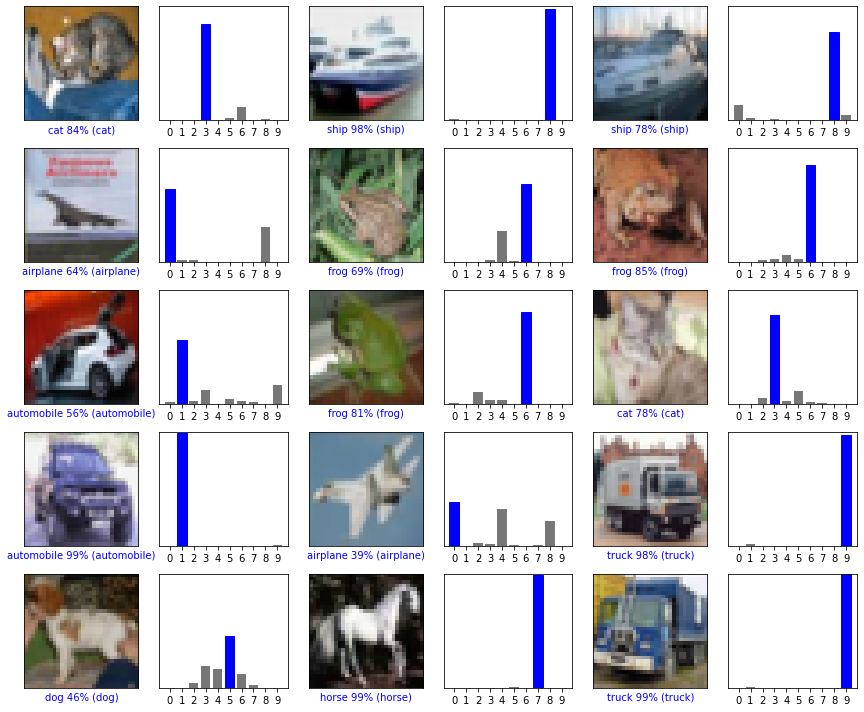 cat 84% (cat) 0 1 2 3 4 5 6 7 8 9 ship 98% (ship) 0 1 2 3 4 5 6 7 8 9 ship 78% (ship) 0 1 2 3 4 5 6 7 8 9
airplane 64% (airplane) 0 1 2 3 4 5 6 7 8 9 frog 69% (frog) 0 1 2 3 4 5 6 7 8 9 frog 85% (frog) 0 1 2 3 4 5 6 7 8 9
automobile 56% (automobile) 0 1 2 3 4 5 6 7 8 9 frog 81% (frog) 0 1 2 3 4 5 6 7 8 9 cat 78% (cat) 0 1 2 3 4 5 6 7 8 9
automobile 99% (automobile) 0 1 2 3 4 5 6 7 8 9 airplane 39% (airplane) 0 1 2 3 4 5 6 7 8 9 truck 98% (truck) 0 1 2 3 4 5 6 7 8 9
dog 46% (dog) 0 1 2 3 4 5 6 7 8 9 horse 99% (horse) 0 1 2 3 4 5 6 7 8 9 truck 99% (truck) 0 1 2 3 4 5 6 7 8 9